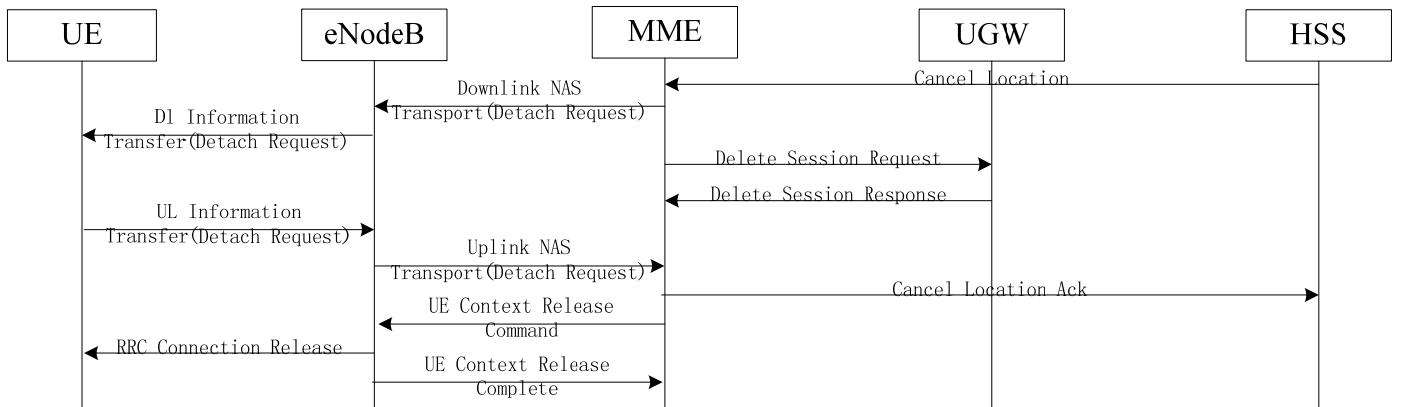 UE
eNodeB
MME
UGW
HSS
Cancel Location
Downlink NAS
Transport(Detach Request)
Dl Information
Transfer(Detach Request)
Delete Session Request
Delete Session Response
UL Information
Transfer(Detach Request)
Uplink NAS
Transport(Detach Request)
Cancel Location Ack
UE Context Release
Command
RRC Connection Release
UE Context Release
Complete